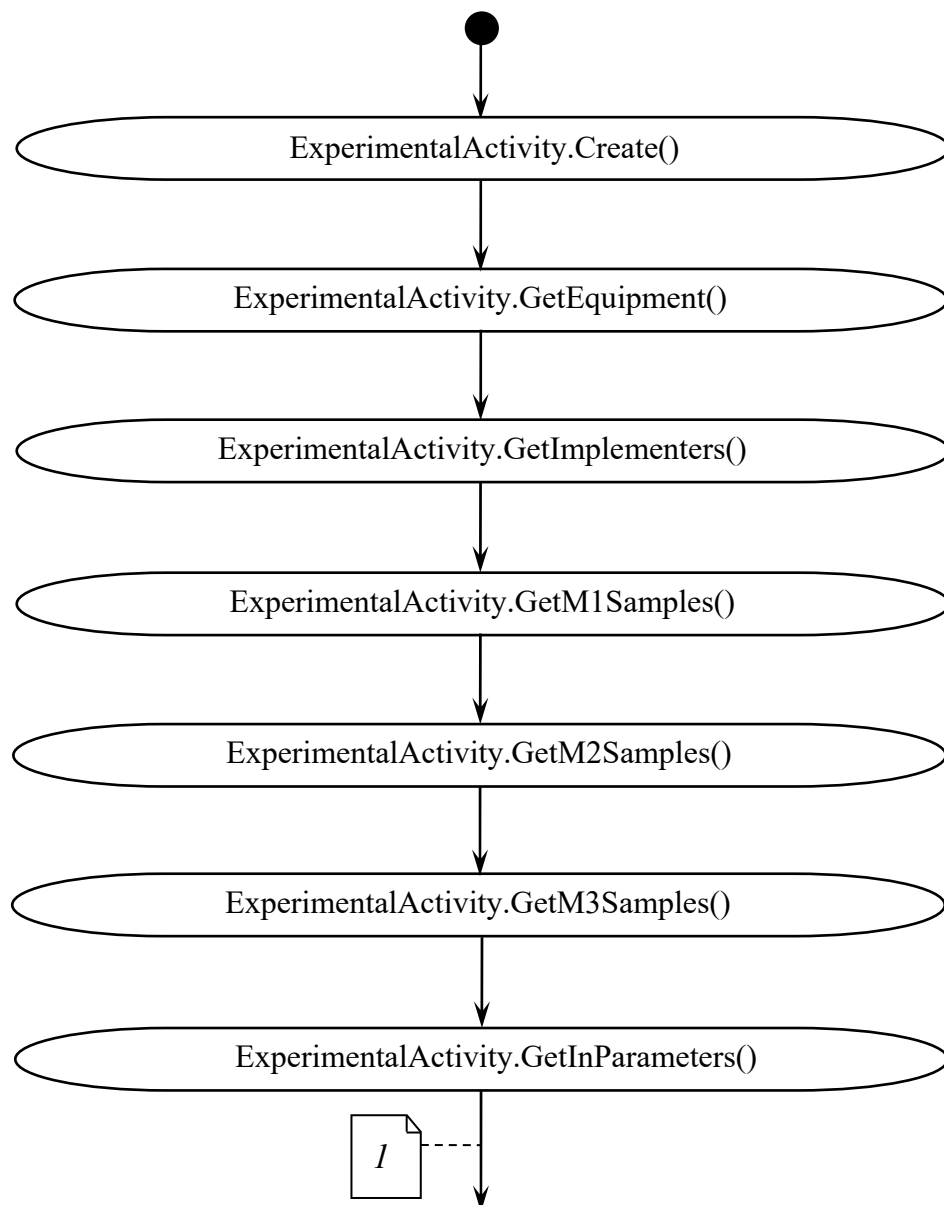 ExperimentalActivity.Create()
ExperimentalActivity.GetEquipment()
ExperimentalActivity.GetImplementers()
ExperimentalActivity.GetM1Samples()
ExperimentalActivity.GetM2Samples()
ExperimentalActivity.GetM3Samples()
ExperimentalActivity.GetInParameters()
1